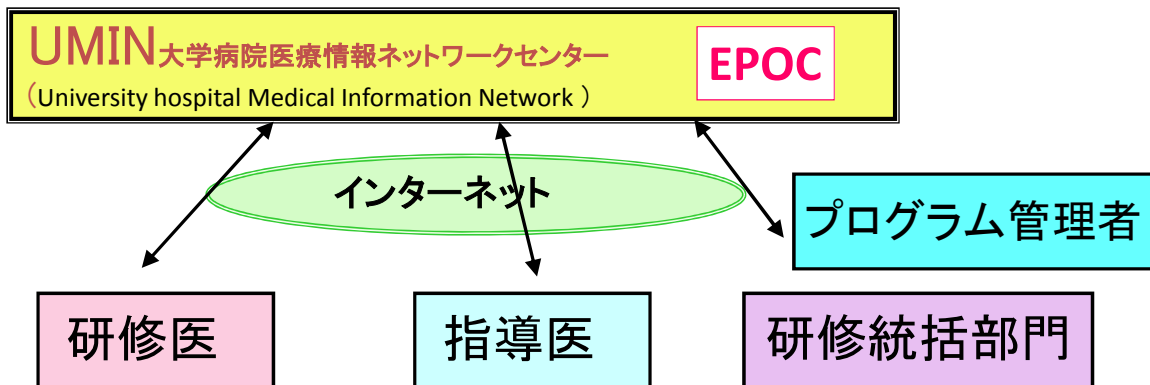 UMIN大学病院医療情報ネットワークセンター
EPOC
(University hospital Medical Information Network )
インターネット
プログラム管理者
研修医
指導医
研修統括部門